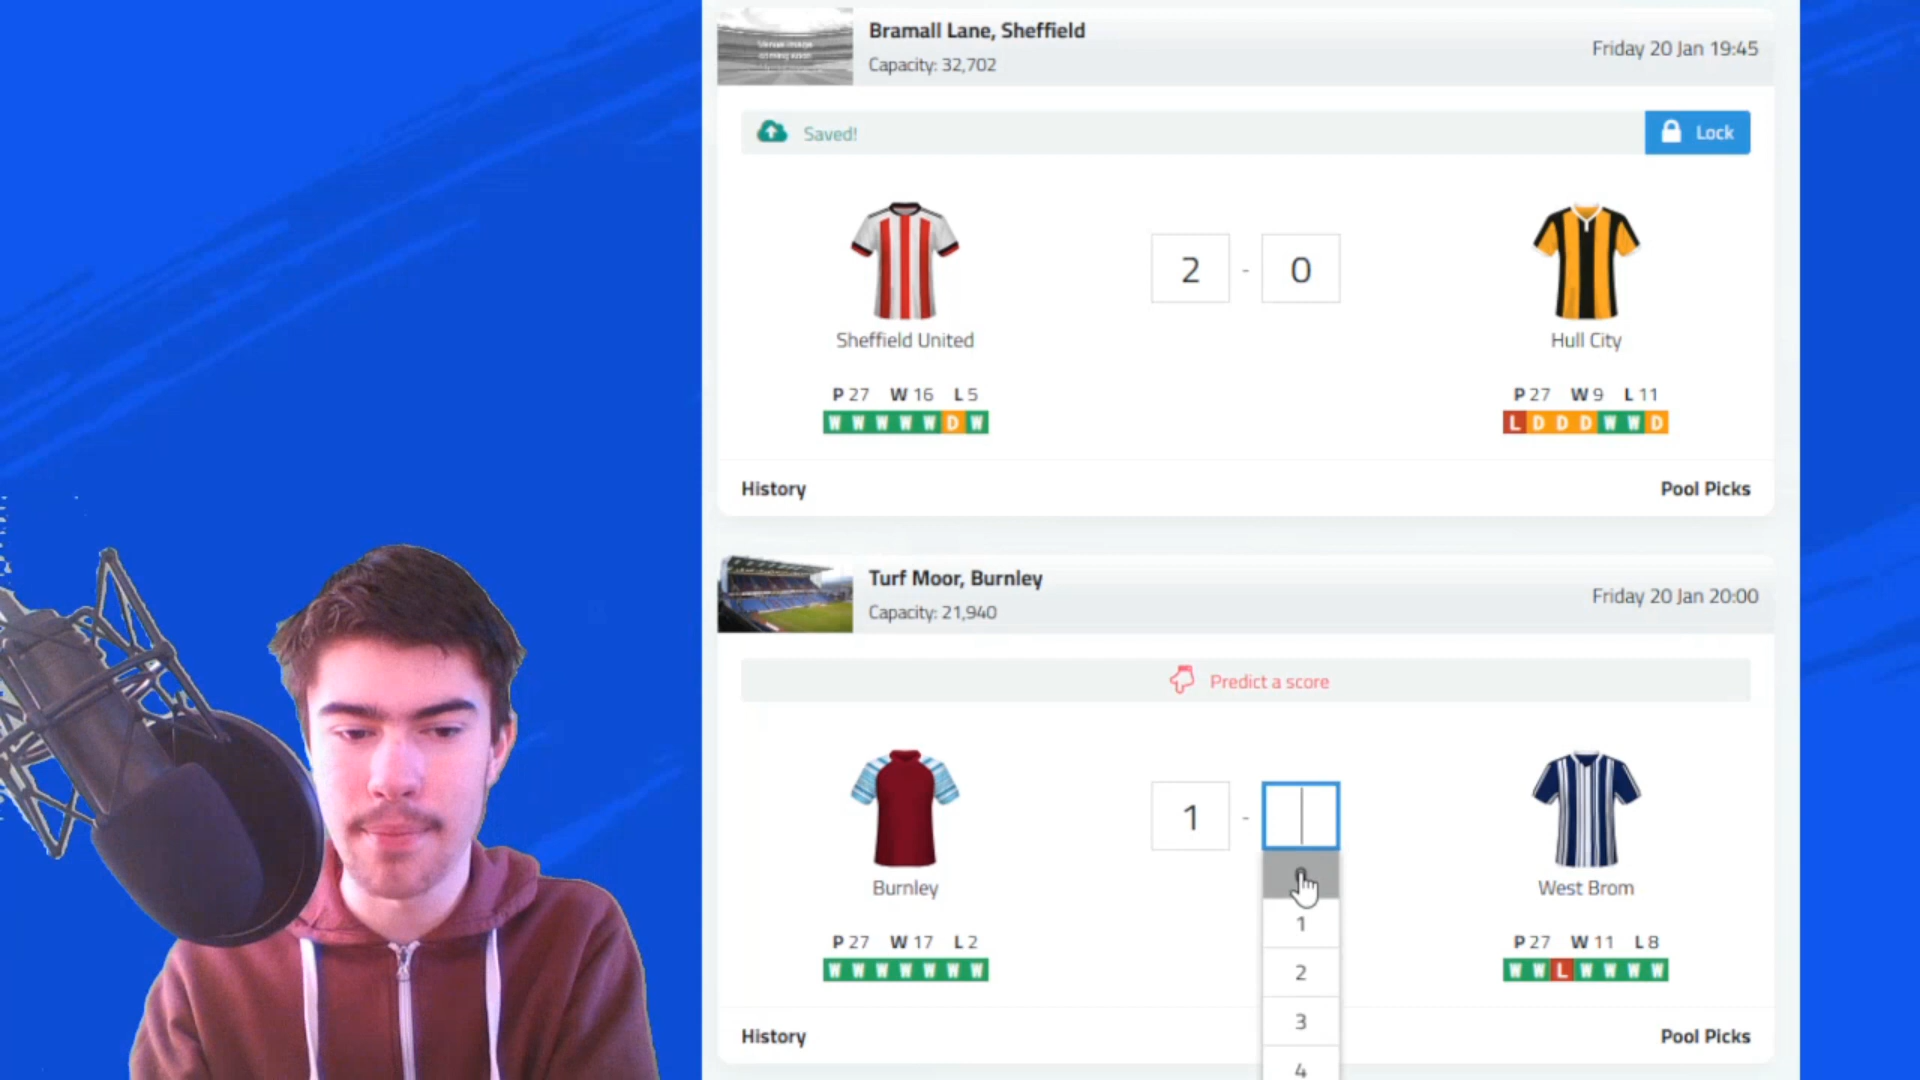 Bramall Lane, Sheffield
Capacity: 32,702
Friday 20 Jan 19:45
Saved!
Lock
2 - 0
Sheffield United
Hull City
P 27 W 16 L 5
P 27 W 9 L 11
W W W W W D W
L D D D W W D
History
Pool Picks
Turf Moor, Burnley
Capacity: 21,940
Friday 20 Jan 20:00
Predict a score
1 -
Burnley
West Brom
1
2
3
4
P 27 W 17 L 2
P 27 W 11 L 8
W W W W W W W
W W L W W W W
History
Pool Picks